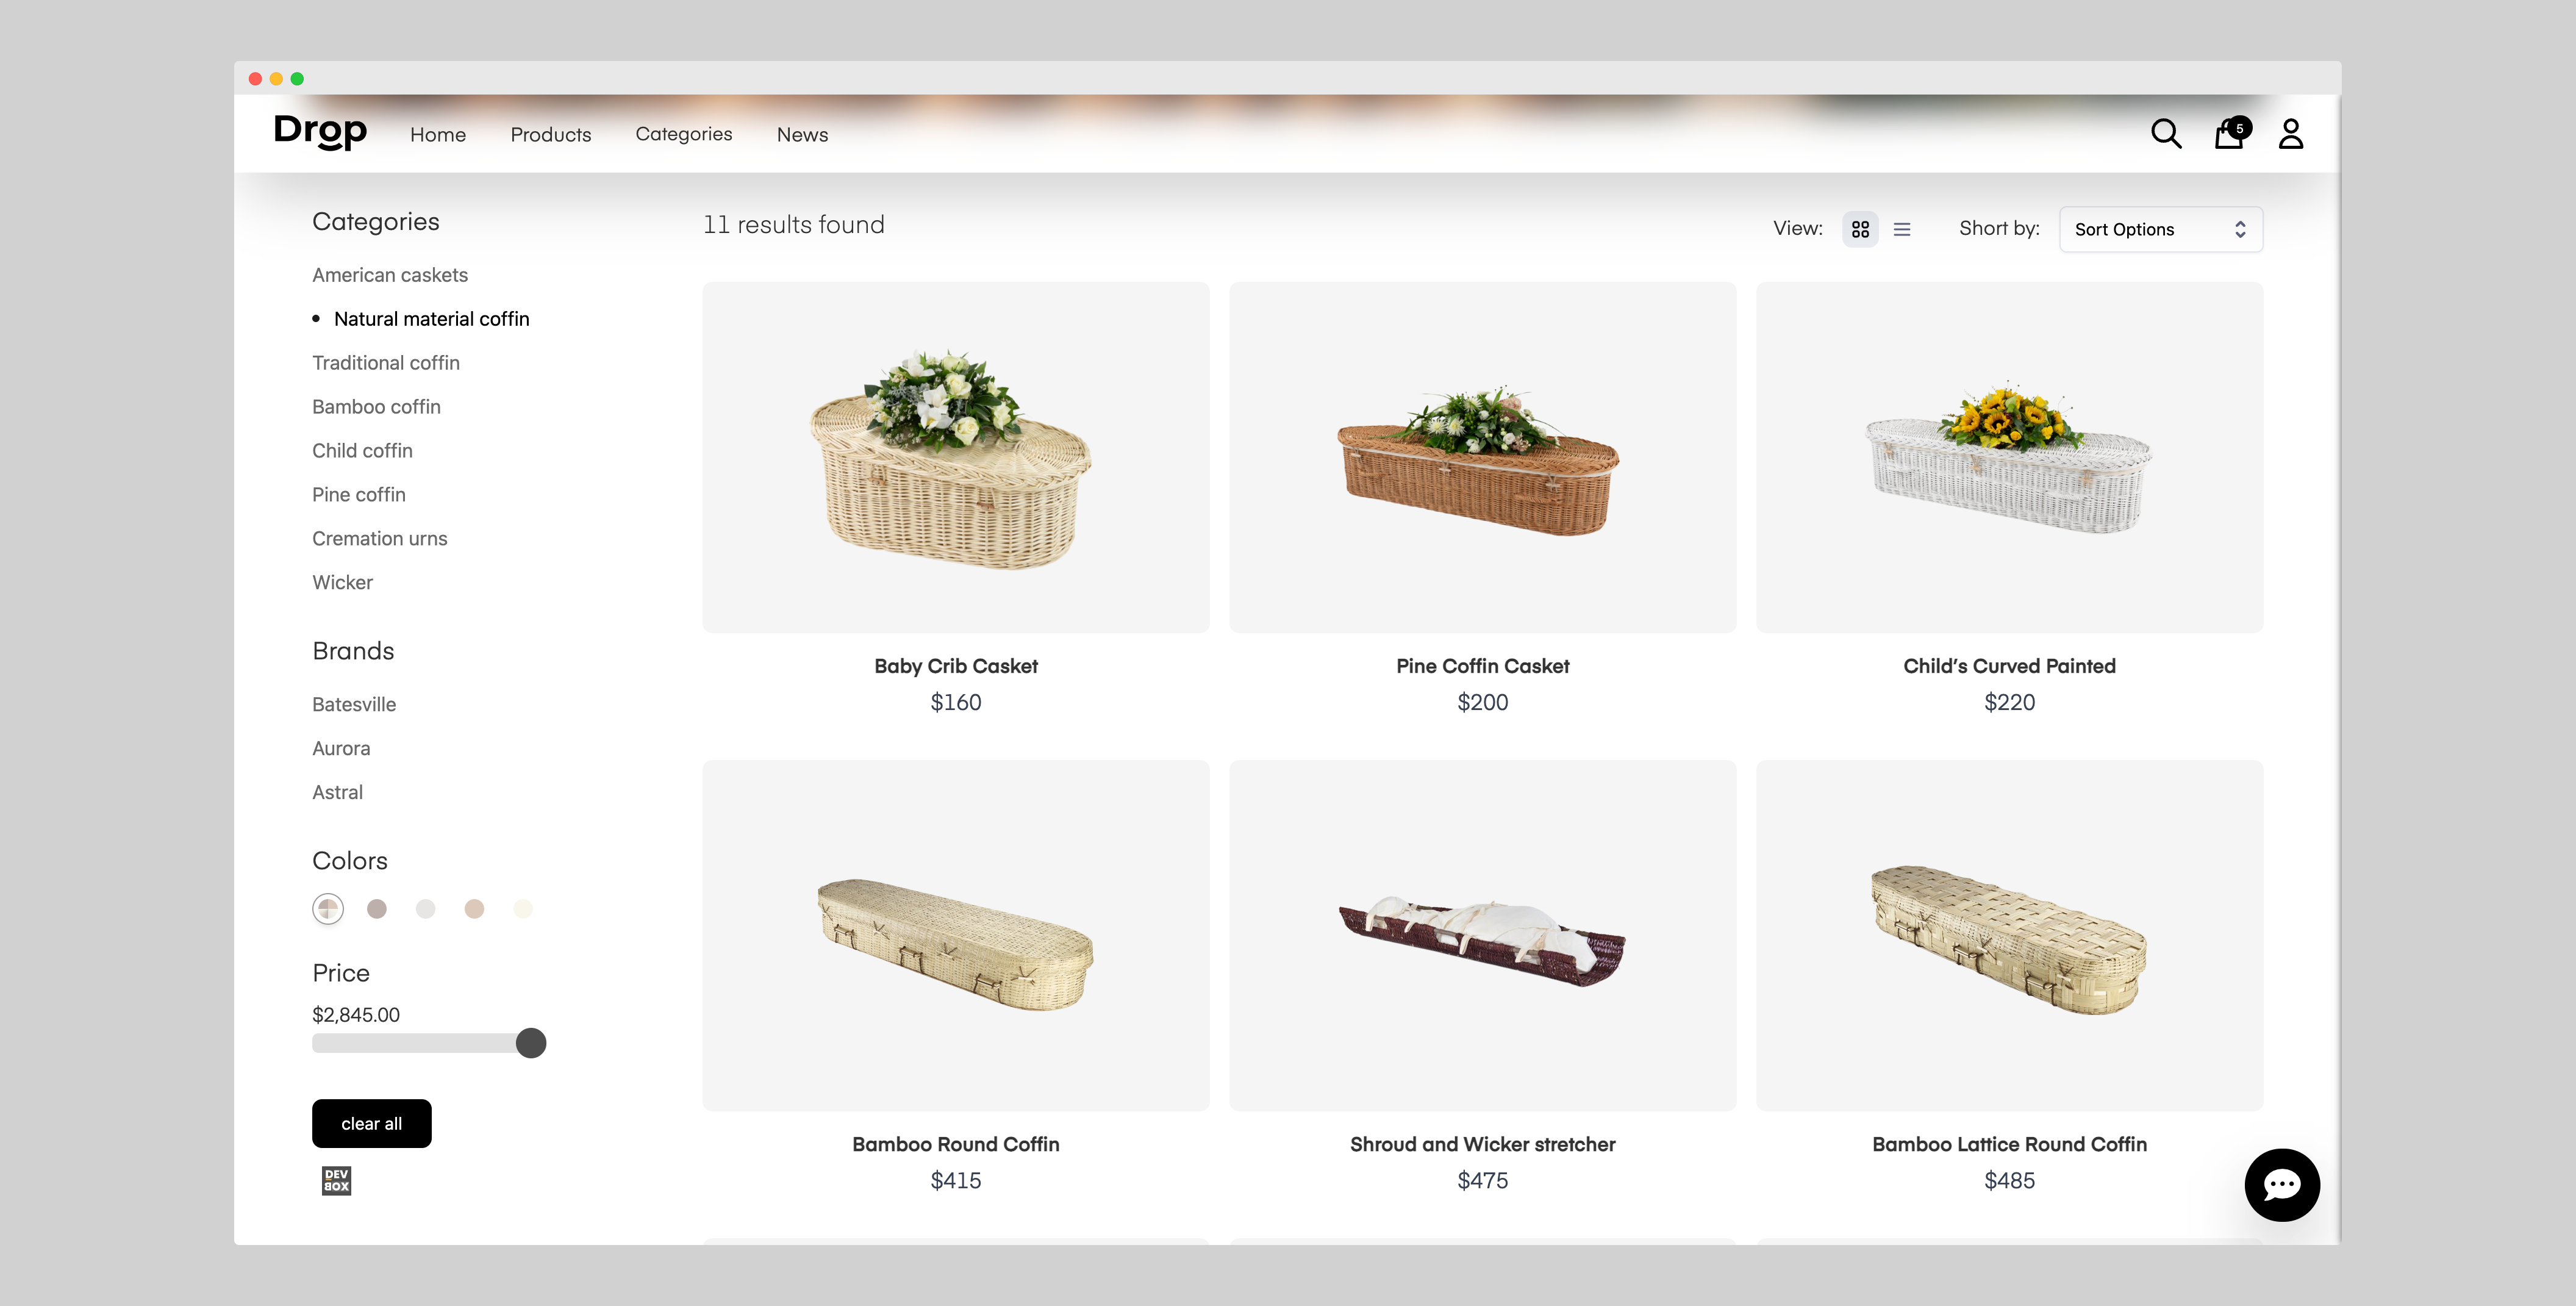 Drop
Home
Products
Categories
News
5
Categories
American caskets
Natural material coffin
Traditional coffin
Bamboo coffin
Child coffin
Pine coffin
Cremation urns
Wicker
Brands
Batesville
Aurora
Astral
Colors
Price
$2,845.00
clear all
DEV
BOX
11 results found
View:
Short by:
Sort Options
Baby Crib Casket
$160
Pine Coffin Casket
$200
Child’s Curved Painted
$220
Bamboo Round Coffin
$415
Shroud and Wicker stretcher
$475
Bamboo Lattice Round Coffin
$485